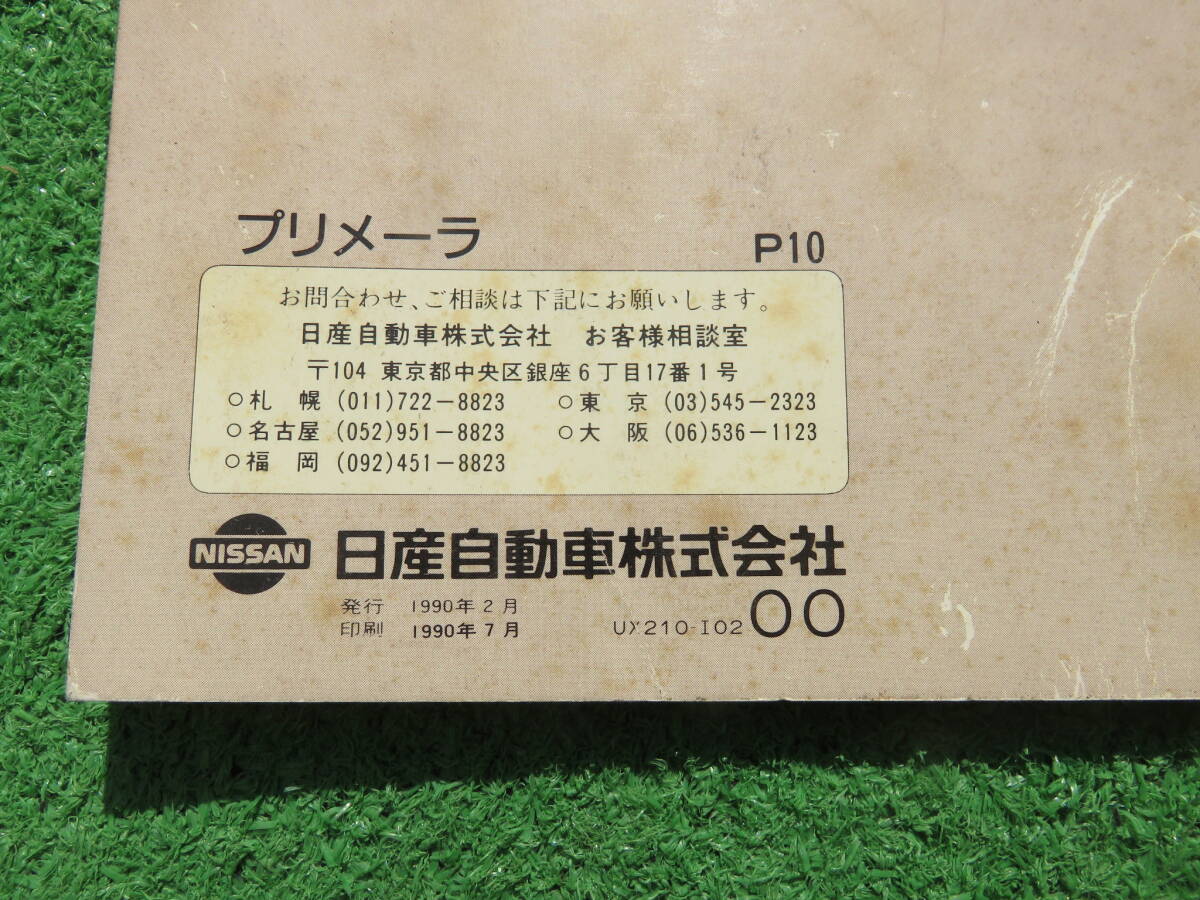 プリメーラ P10
お問合わせ、ご相談は下記にお願いします。
日産自動車株式会社 お客様相談室
〒104 東京都中央区銀座6丁目17番1号
○札 幌 (011)722−8823 ○東 京 (03)545−2323
○名古屋 (052)951−8823 ○大 阪 (06)536−1123
○福 岡 (092)451−8823
NISSAN 日産自動車株式会社
発行 1990年2月
印刷 1990年7月 UX210-I02 00